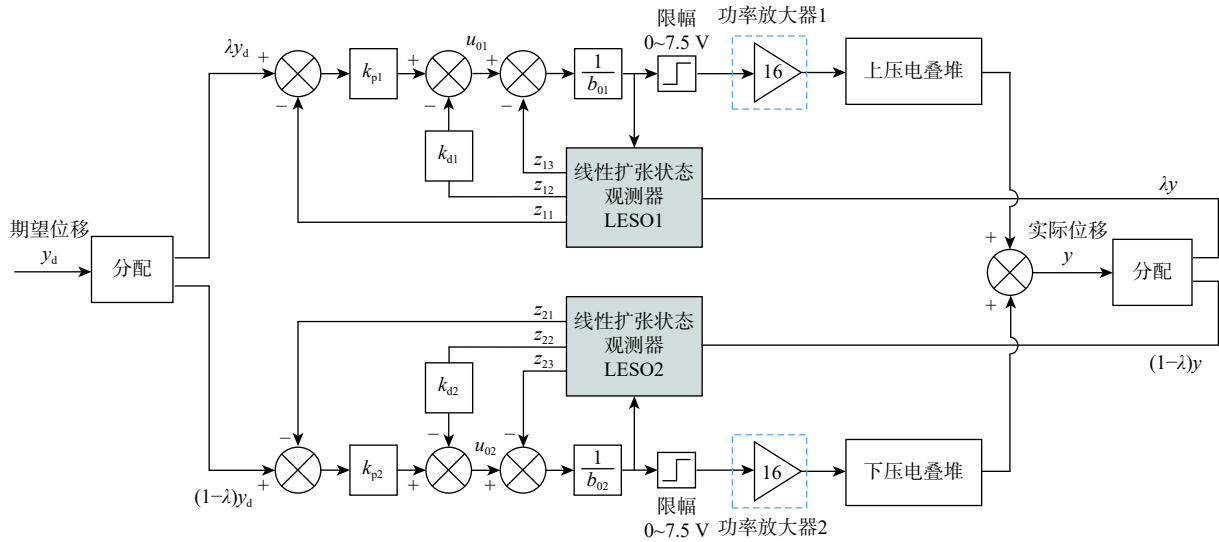 限幅
0~7.5 V
功率放大器1
λy_d
+
−
k_p1
+
−
u_01
+
−
1
b_01
16
上压电叠堆
k_d1
z_13
z_12
z_11
线性扩张状态
观测器
LESO1
λy
期望位移
y_d
分配
+
+
实际位移
y
分配
z_21
z_22
z_23
线性扩张状态
观测器
LESO2
(1−λ)y
k_d2
−
+
(1−λ)y_d
k_p2
−
+
u_02
−
+
1
b_02
16
下压电叠堆
限幅
0~7.5 V
功率放大器2